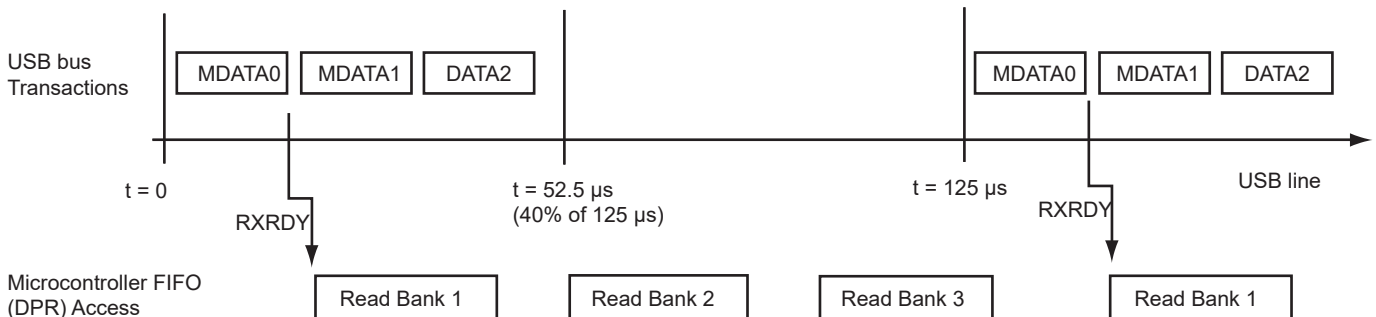 USB bus
Transactions
MDATA0 MDATA1 DATA2 MDATA0 MDATA1 DATA2
t = 0
t = 52.5 µs
(40% of 125 µs)
t = 125 µs
USB line
RXRDY
RXRDY
Microcontroller FIFO
(DPR) Access
Read Bank 1 Read Bank 2 Read Bank 3 Read Bank 1